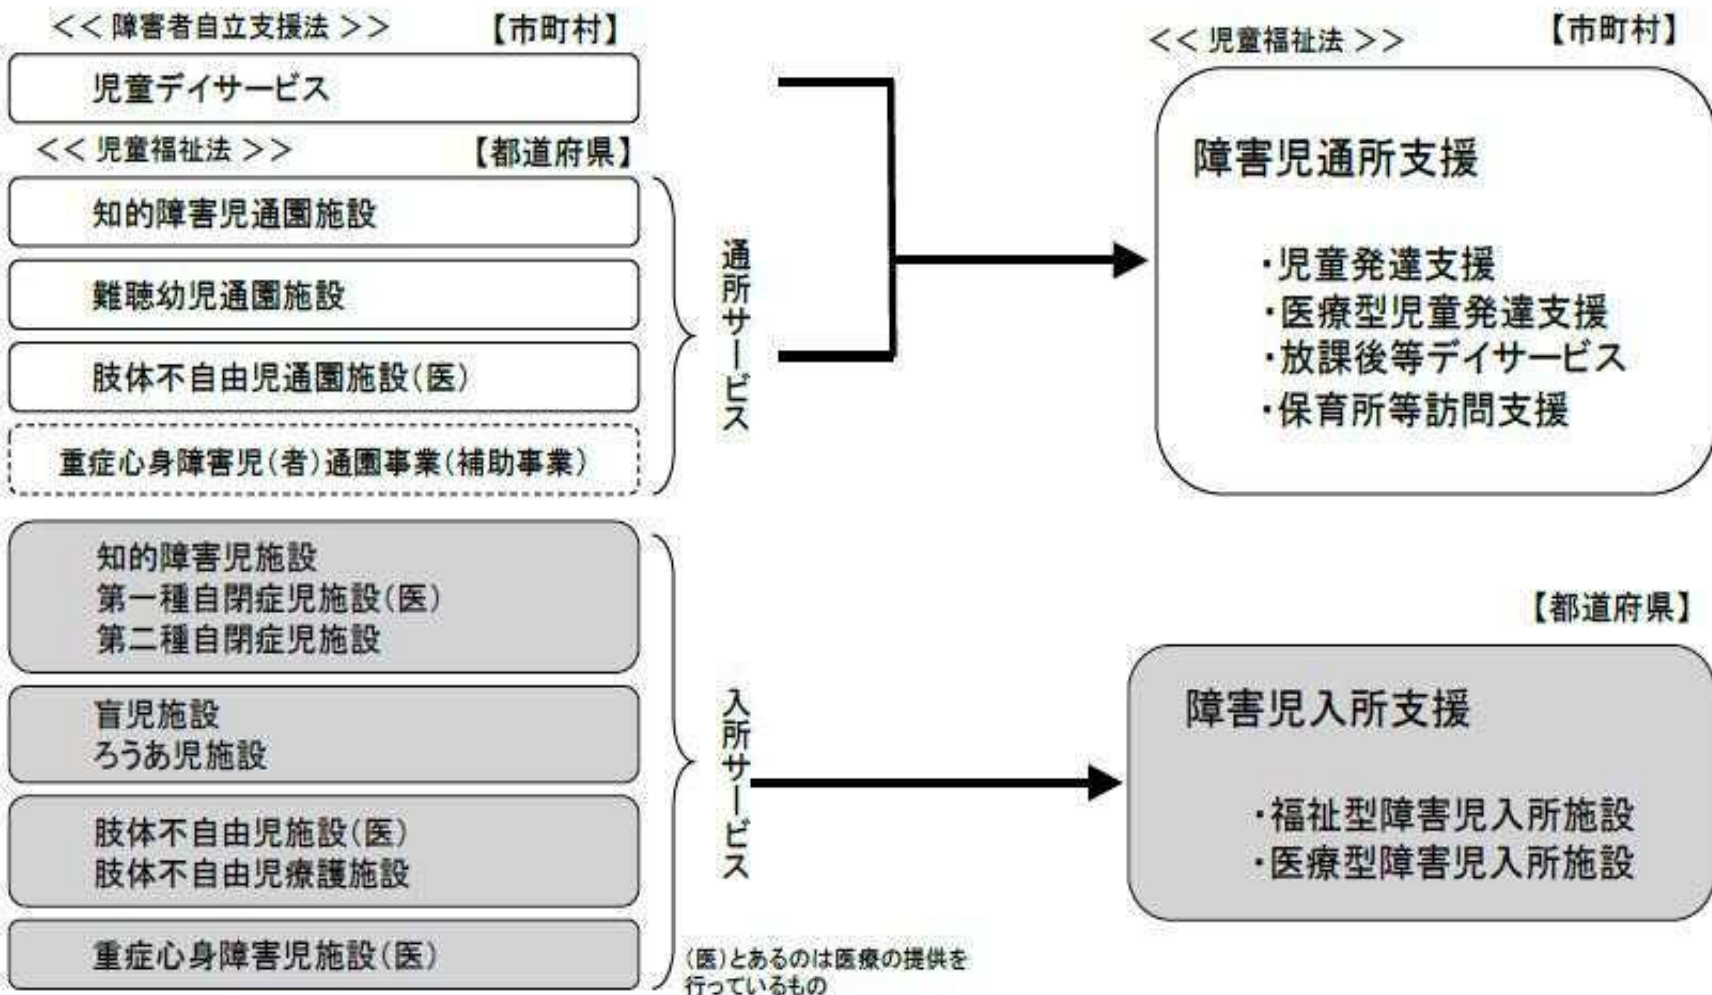 << 障害者自立支援法 >> 【市町村】
児童デイサービス
<< 児童福祉法 >> 【都道府県】
知的障害児通園施設
難聴幼児通園施設
肢体不自由児通園施設(医)
重症心身障害児(者)通園事業(補助事業)
通所サービス
知的障害児施設
第一種自閉症児施設(医)
第二種自閉症児施設
盲児施設
ろうあ児施設
肢体不自由児施設(医)
肢体不自由児療護施設
重症心身障害児施設(医)
入所サービス
(医)とあるのは医療の提供を
行っているもの
<< 児童福祉法 >> 【市町村】
障害児通所支援
・児童発達支援
・医療型児童発達支援
・放課後等デイサービス
・保育所等訪問支援
【都道府県】
障害児入所支援
・福祉型障害児入所施設
・医療型障害児入所施設